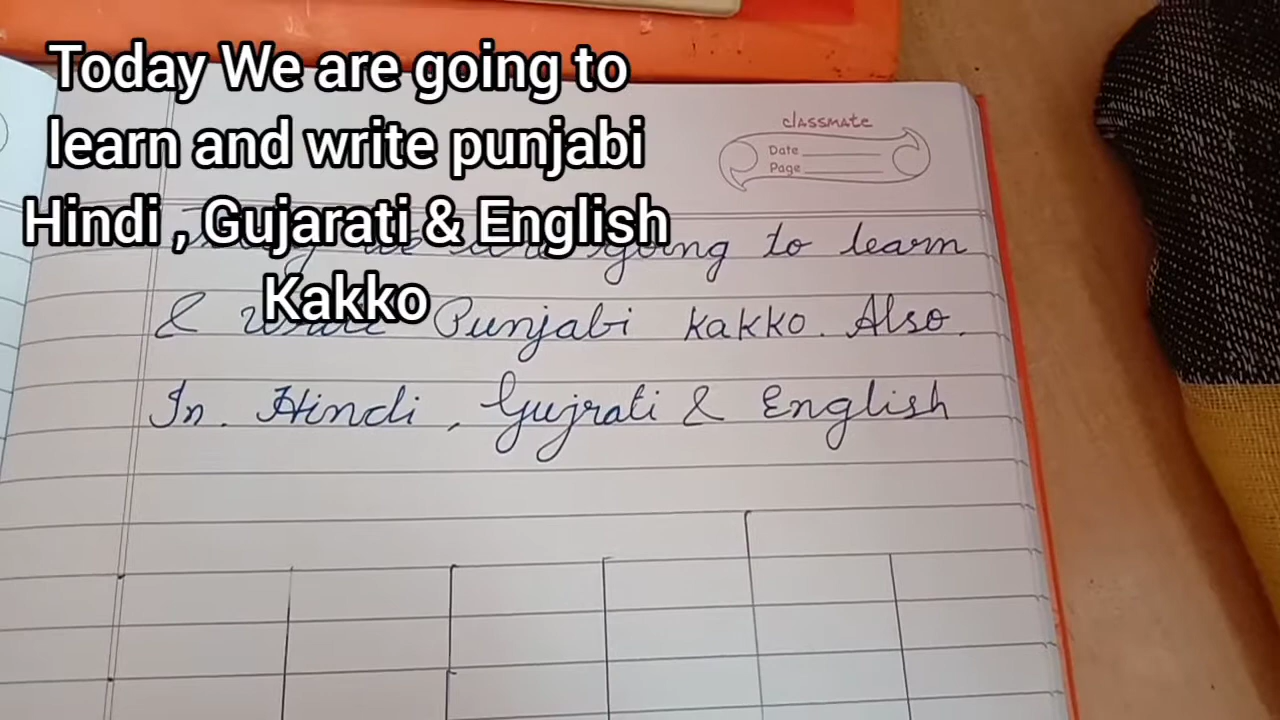 Today We are going to
learn and write punjabi
Hindi , Gujarati & English
Kakko
classmate
Date
Page
going to learn
& Punjabi kakko. Also.
In. Hindi , Gujrati & English